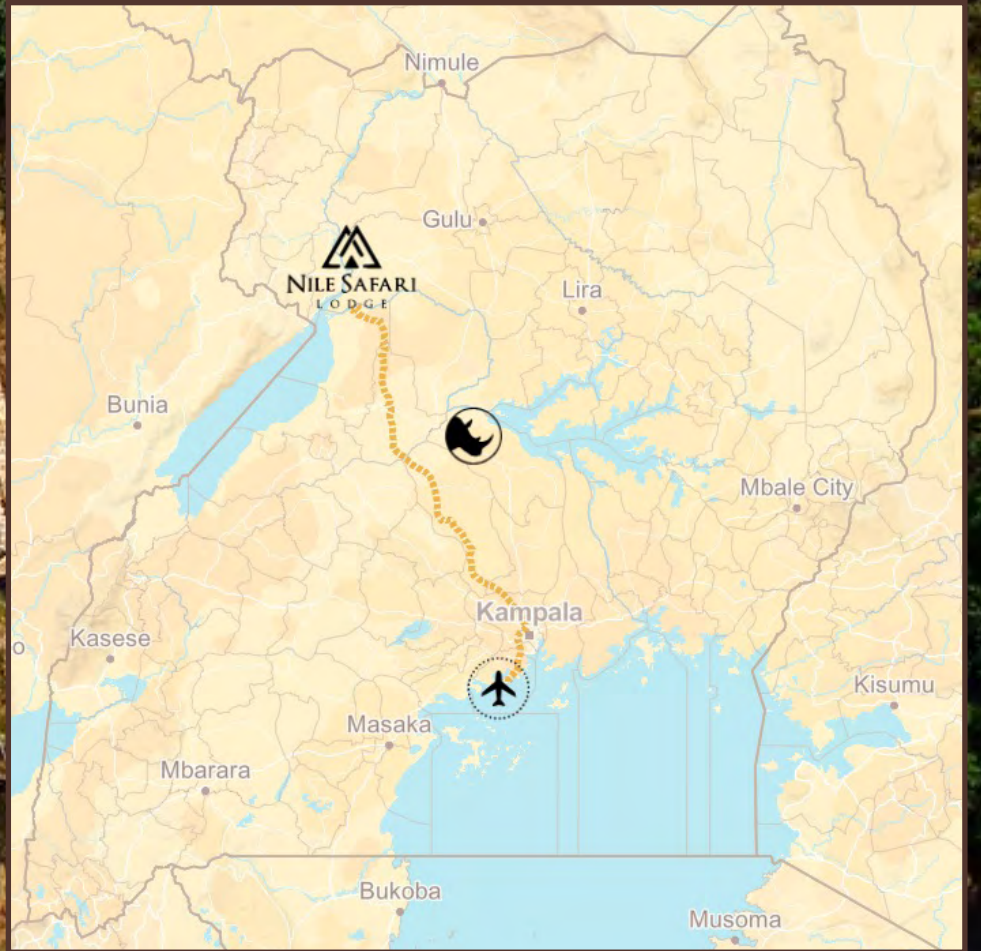 Nimule
Gulu
NILE SAFARI
LODGE
Lira
Bunia
Mbale City
Kampala
Kasese
o
Kisumu
Masaka
Mbarara
Bukoba
Musoma